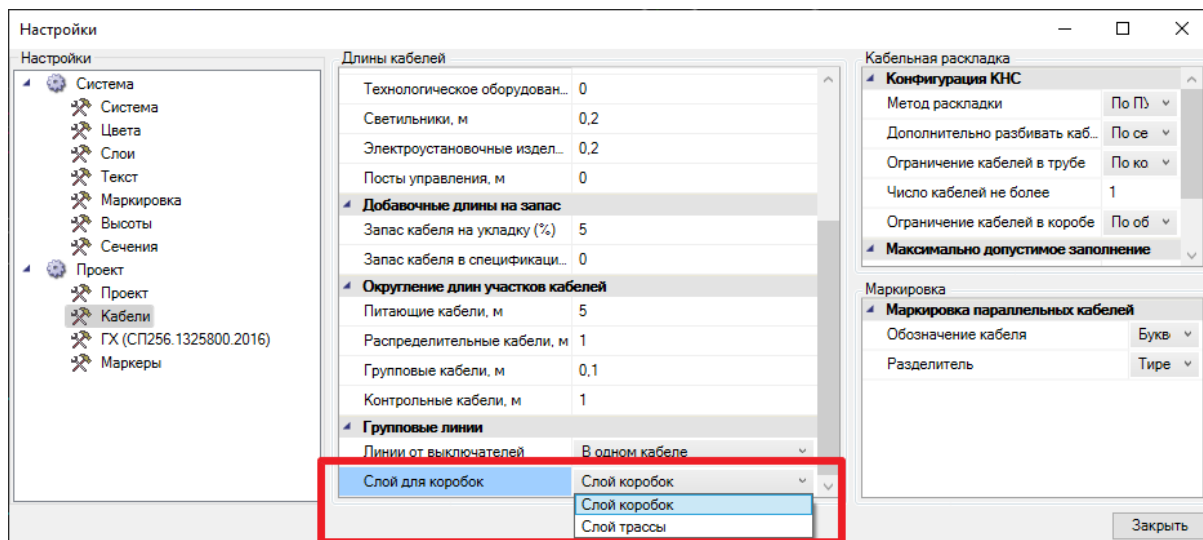 Настройки
Настройки
Система
Система
Цвета
Слои
Текст
Маркировка
Высоты
Сечения
Проект
Проект
Кабели
ГХ (СП256.1325800.2016)
Маркеры
Длины кабелей
Технологическое оборудован... 0
Светильники, м 0,2
Электроустановочные издел... 0,2
Посты управления, м 0
Добавочные длины на запас
Запас кабеля на укладку (%) 5
Запас кабеля в спецификаци... 0
Округление длин участков кабелей
Питающие кабели, м 5
Распределительные кабели, м 1
Групповые кабели, м 0,1
Контрольные кабели, м 1
Групповые линии
Линии от выключателей В одном кабеле
Слой для коробок Слой коробок
Слой коробок
Слой трассы
Кабельная раскладка
Конфигурация КНС
Метод раскладки По ПУ
Дополнительно разбивать каб... По се
Ограничение кабелей в трубе По ко
Число кабелей не более 1
Ограничение кабелей в коробе По об
Максимально допустимое заполнение
Маркировка
Маркировка параллельных кабелей
Обозначение кабеля Букв
Разделитель Тире
Закрыть